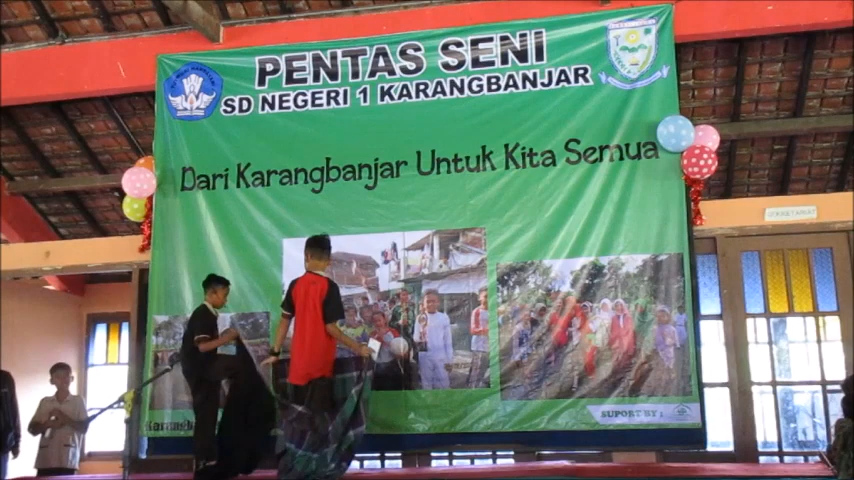 PENTAS SENI
SD NEGERI 1 KARANGBANJAR
Dari Karangbanjar Untuk Kita Semua
SUPORT BY :